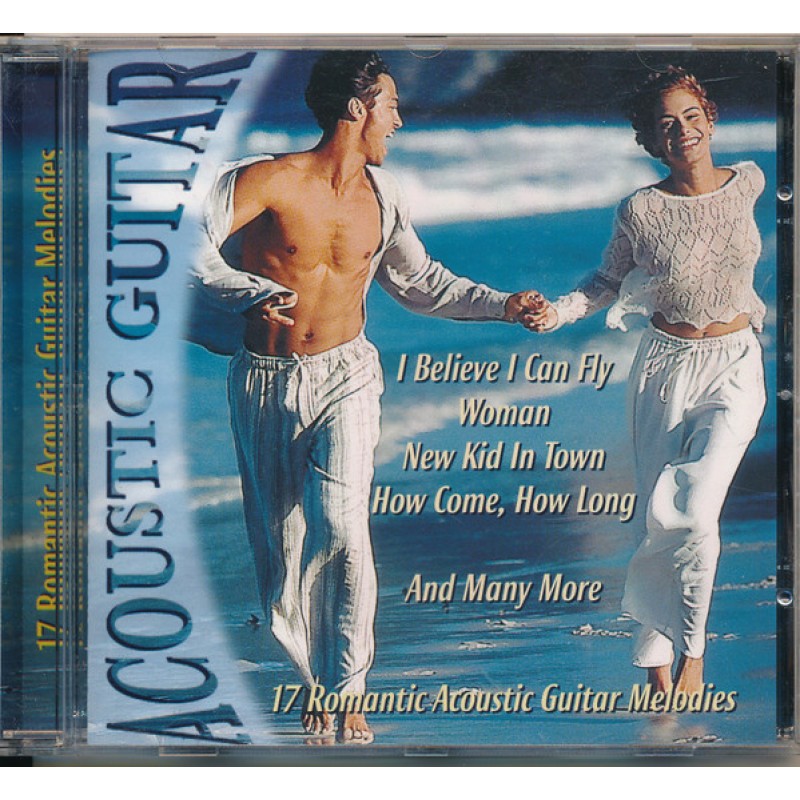 17 Romantic Acoustic Guitar Melodies
ACOUSTIC GUITAR
I Believe I Can Fly
Woman
New Kid In Town
How Come, How Long
And Many More
17 Romantic Acoustic Guitar Melodies